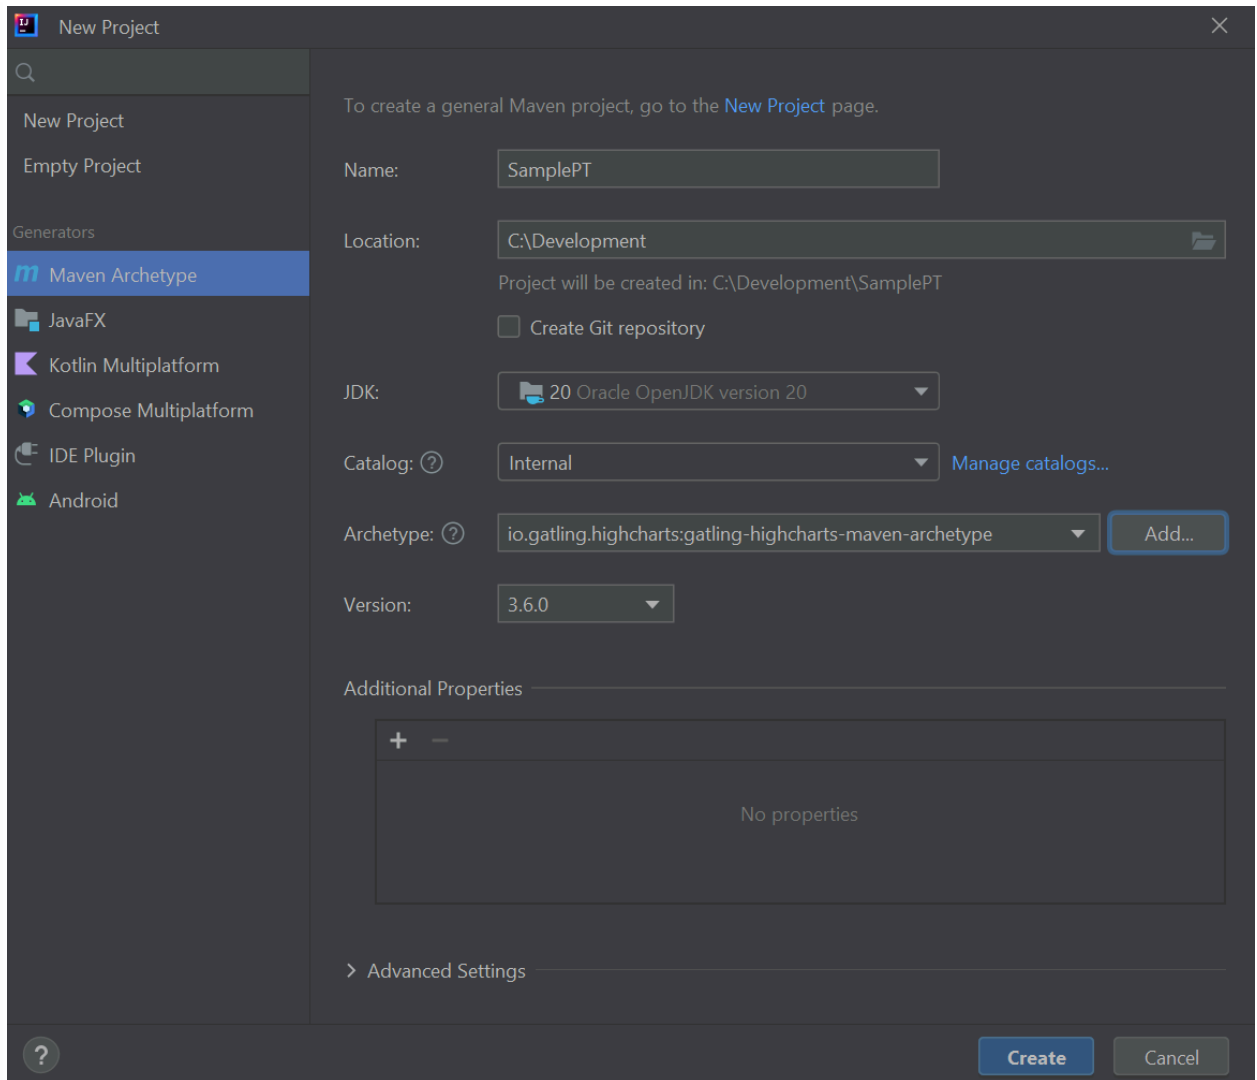 New Project
New Project
Empty Project
Generators
Maven Archetype
JavaFX
Kotlin Multiplatform
Compose Multiplatform
IDE Plugin
Android
To create a general Maven project, go to the New Project page.
Name: SamplePT
Location: C:\Development
Project will be created in: C:\Development\SamplePT
Create Git repository
JDK: 20 Oracle OpenJDK version 20
Catalog: ? Internal Manage catalogs...
Archetype: ? io.gatling.highcharts:gatling-highcharts-maven-archetype Add...
Version: 3.6.0
Additional Properties
+ −
No properties
> Advanced Settings
? Create Cancel